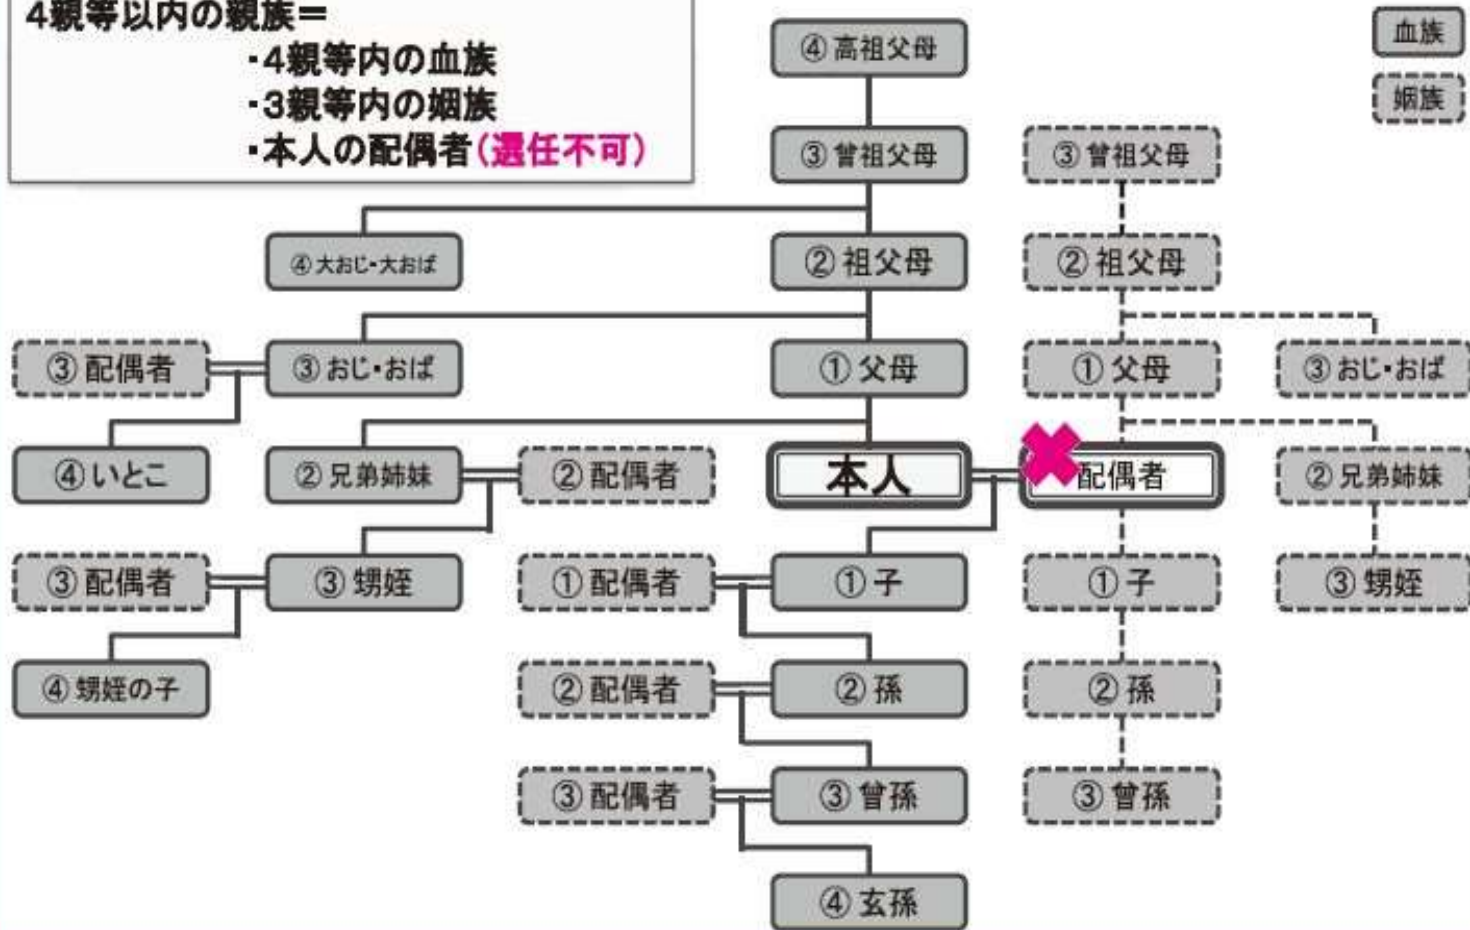 4親等以内の親族＝
・4親等内の血族
・3親等内の姻族
・本人の配偶者(選任不可)
血族
姻族
④ 高祖父母
③ 曾祖父母
③ 曾祖父母
④ 大おじ・大おば
② 祖父母
② 祖父母
③ 配偶者
③ おじ・おば
① 父母
① 父母
③ おじ・おば
④ いとこ
② 兄弟姉妹
② 配偶者
本人
配偶者
② 兄弟姉妹
③ 配偶者
③ 甥姪
① 配偶者
① 子
① 子
③ 甥姪
④ 甥姪の子
② 配偶者
② 孫
② 孫
③ 配偶者
③ 曾孫
③ 曾孫
④ 玄孫